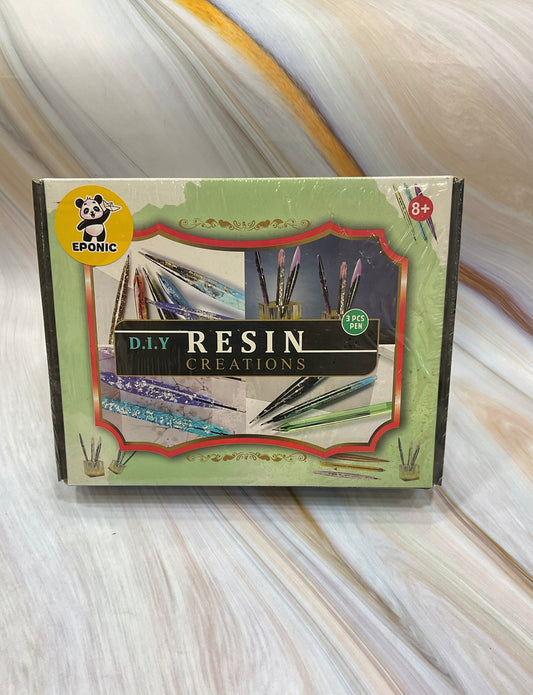 EPONIC
8+
3 PCS
PEN
D.I.Y RESIN
CREATIONS